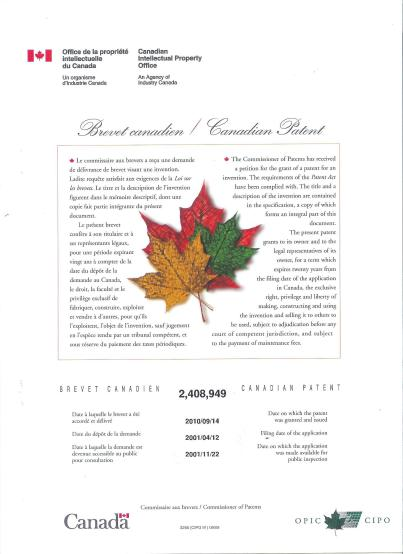 Office de la propriété
intellectuelle
du Canada
Un organisme
d'Industrie Canada
Canadian
Intellectual Property
Office
An Agency of
Industry Canada
Brevet canadien / Canadian Patent
Le commissaire aux brevets a reçu une demande
de délivrance de brevet visant une invention.
Ladite requête satisfait aux exigences de la Loi sur
les brevets. Le titre et la description de l'invention
figurent dans le mémoire descriptif, dont une
copie fait partie intégrante du présent
document.
Le présent brevet
confère à son titulaire et à
ses représentants légaux,
pour une période expirant
vingt ans à compter de la
date du dépôt de la
demande au Canada,
le droit, la faculté et le
privilège exclusif de
fabriquer, construire, exploiter
et vendre à d'autres, pour qu'ils
l'exploitent, l'objet de l'invention, sauf jugement
en l'espèce rendu par un tribunal compétent, et
sous réserve du paiement des taxes périodiques.
The Commissioner of Patents has received
a petition for the grant of a patent for an
invention. The requirements of the Patent Act
have been complied with. The title and a
description of the invention are contained
in the specification, a copy of which
forms an integral part of this
document.
The present patent
grants to its owner and to the
legal representatives of its
owner, for a term which
expires twenty years from
the filing date of the application
in Canada, the exclusive
right, privilege and liberty of
making, constructing and using
the invention and selling it to others to
be used, subject to adjudication before any
court of competent jurisdiction, and subject
to the payment of maintenance fees.
BREVET CANADIEN
2,408,949
CANADIAN PATENT
Date à laquelle le brevet a été
accordé et délivré
2010/09/14
Date on which the patent
was granted and issued
Date du dépôt de la demande
2001/04/12
Filing date of the application
Date à laquelle la demande est
devenue accessible au public
pour consultation
2001/11/22
Date on which the application
was made available for
public inspection
Commissaire aux brevets / Commissioner of Patents
Canada
OPIC CIPO